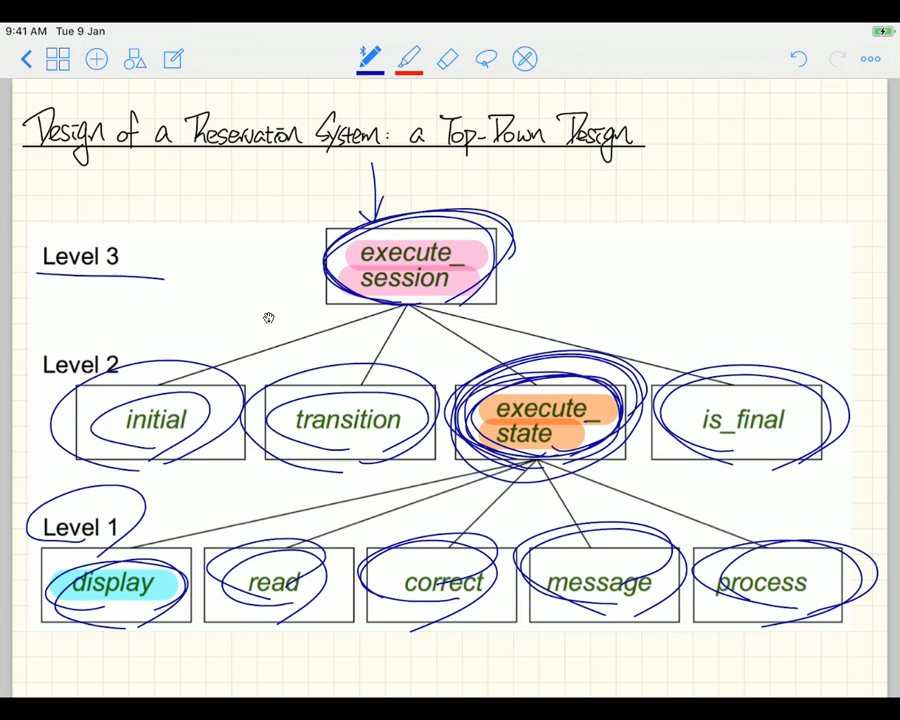 9:41 AM Tue 9 Jan
Design of a Reservation System: a Top-Down Design
Level 3
execute_
session
Level 2
initial
transition
execute_
state
is_final
Level 1
display
read
correct
message
process